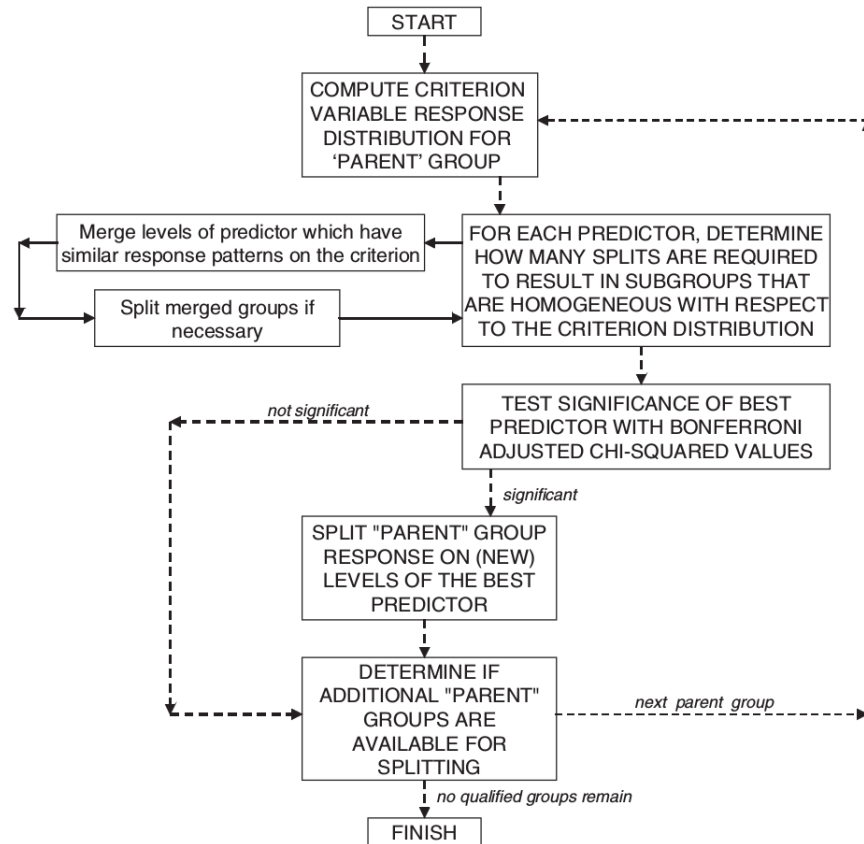 START
COMPUTE CRITERION
VARIABLE RESPONSE
DISTRIBUTION FOR
‘PARENT’ GROUP
Merge levels of predictor which have
similar response patterns on the criterion
Split merged groups if
necessary
FOR EACH PREDICTOR, DETERMINE
HOW MANY SPLITS ARE REQUIRED
TO RESULT IN SUBGROUPS THAT
ARE HOMOGENEOUS WITH RESPECT
TO THE CRITERION DISTRIBUTION
TEST SIGNIFICANCE OF BEST
PREDICTOR WITH BONFERRONI
ADJUSTED CHI-SQUARED VALUES
not significant
significant
SPLIT "PARENT" GROUP
RESPONSE ON (NEW)
LEVELS OF THE BEST
PREDICTOR
DETERMINE IF
ADDITIONAL "PARENT"
GROUPS ARE
AVAILABLE FOR
SPLITTING
next parent group
no qualified groups remain
FINISH